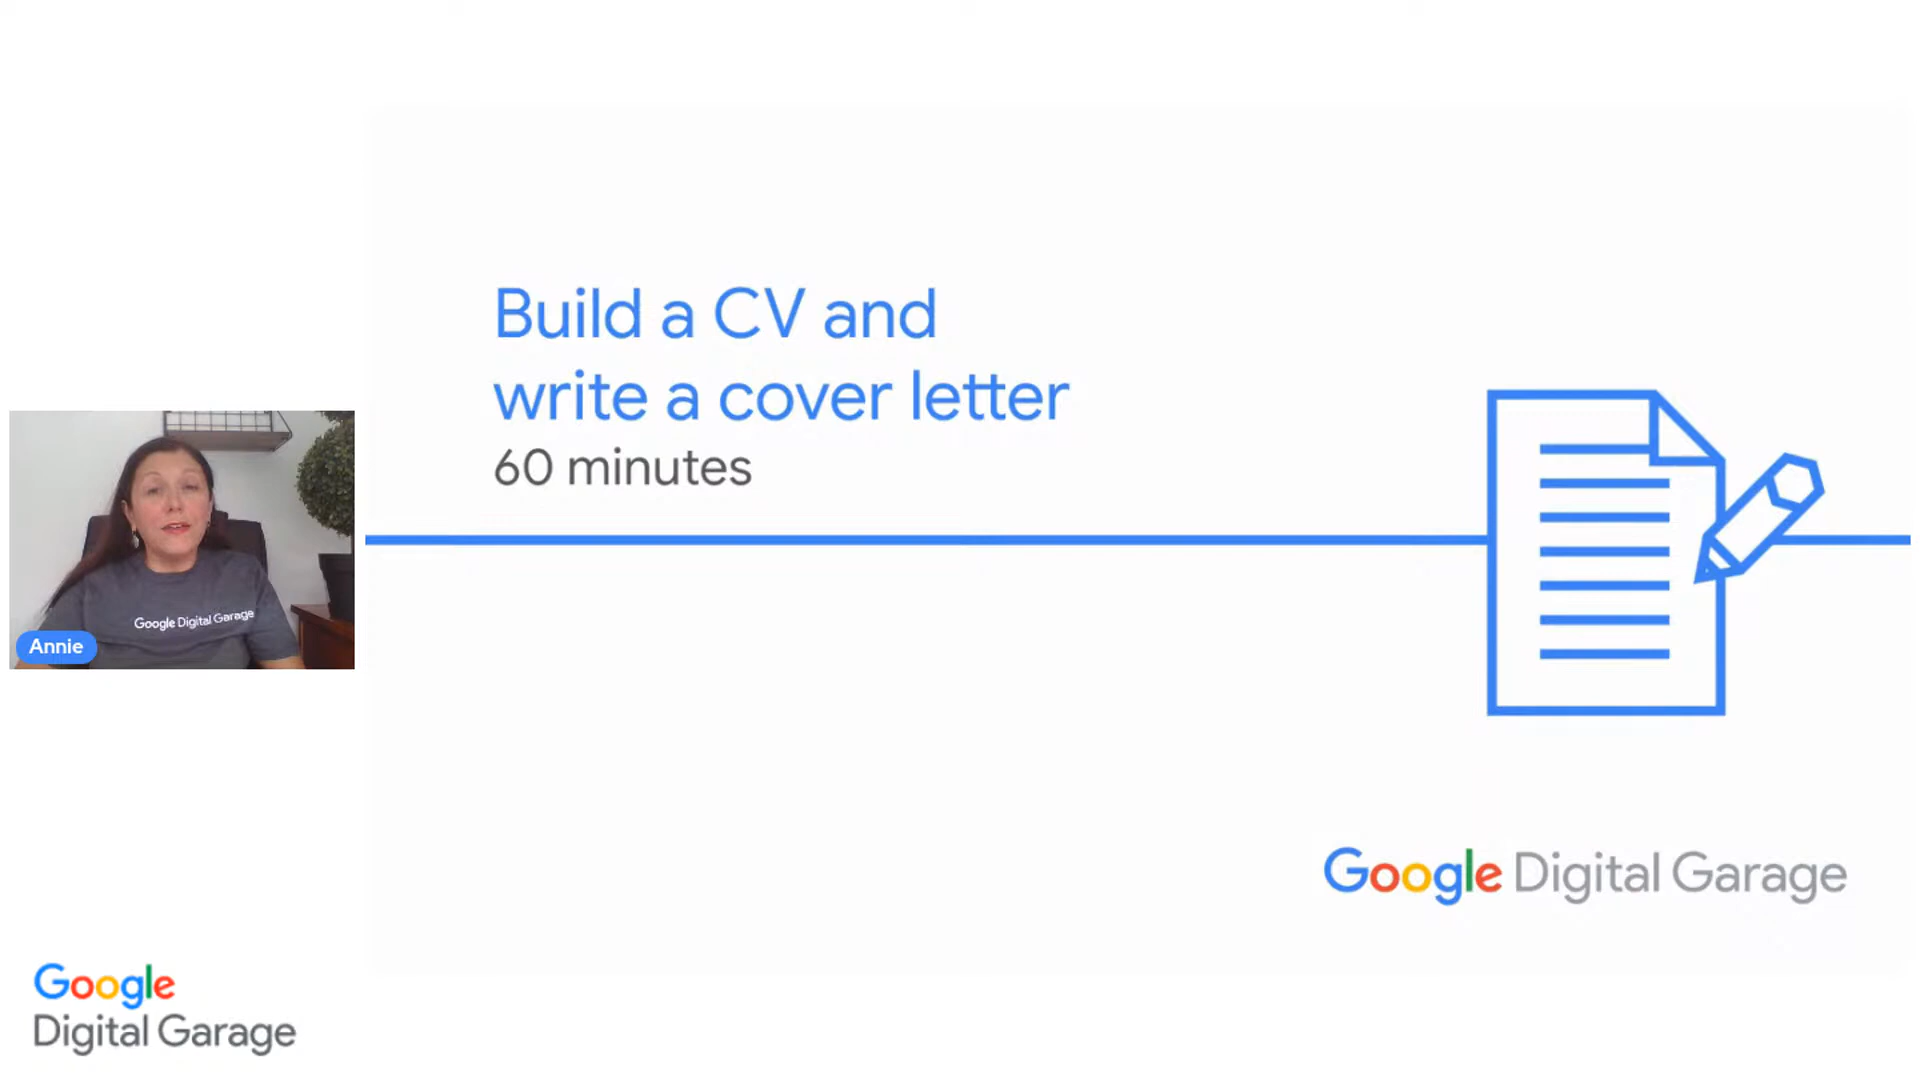 Build a CV and
write a cover letter
60 minutes
Google Digital Garage
Annie
Google Digital Garage
Google
Digital Garage